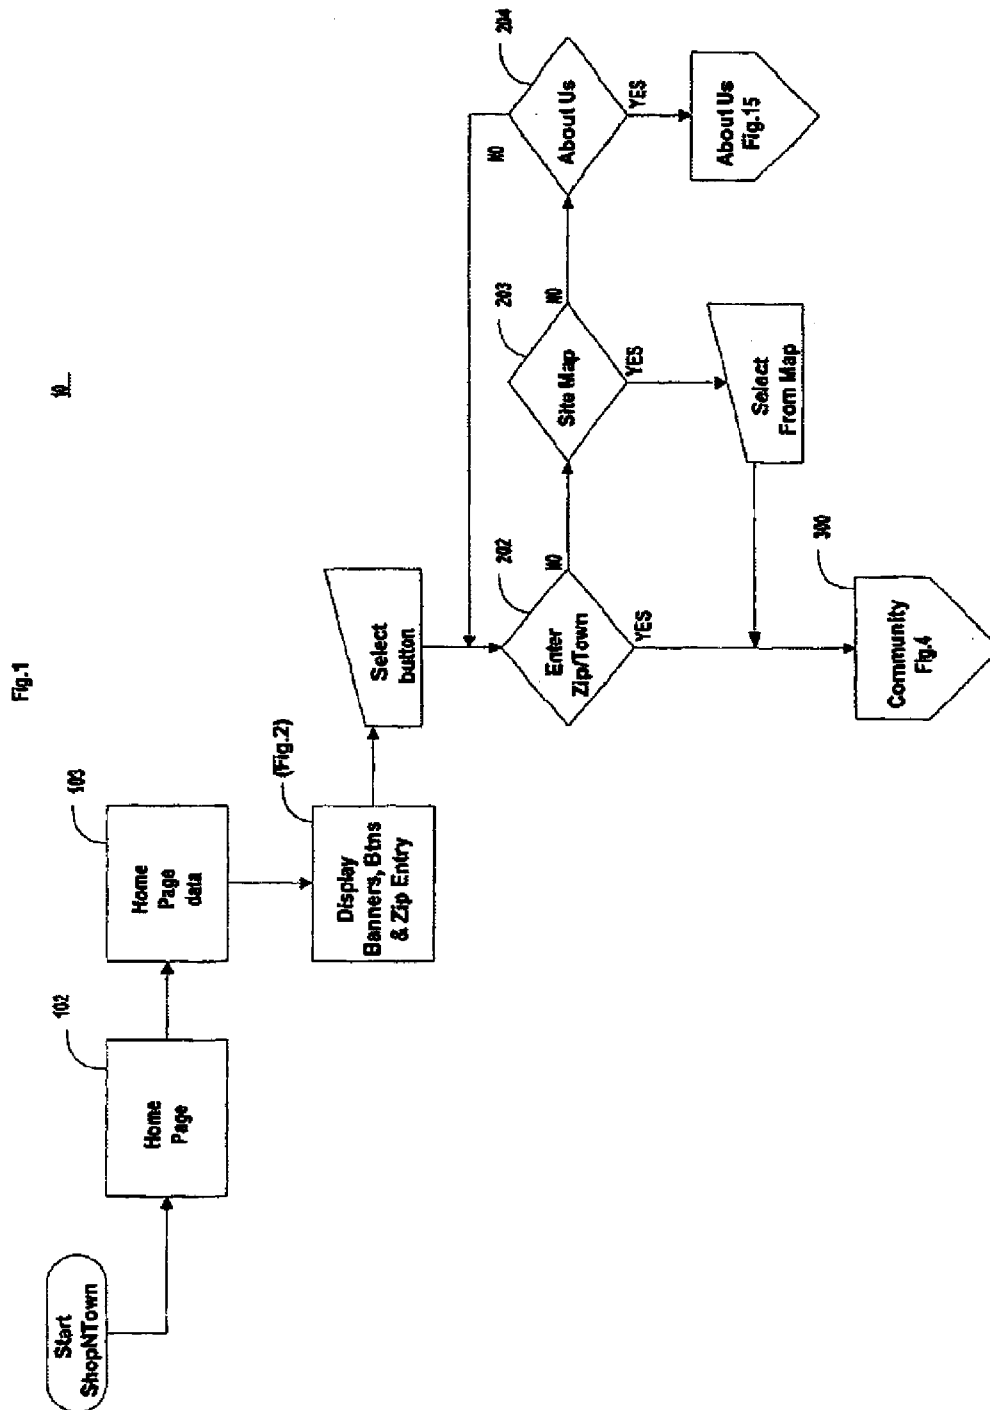 Fig.1
10
Start
ShopNTown
102
Home
Page
103
Home
Page
data
(Fig.2)
Display
Banners, Btns
& Zip Entry
Select
button
202
Enter
Zip/Town
NO
YES
203
Site Map
NO
YES
204
About Us
NO
YES
Select
From Map
About Us
Fig.15
300
Community
Fig.4